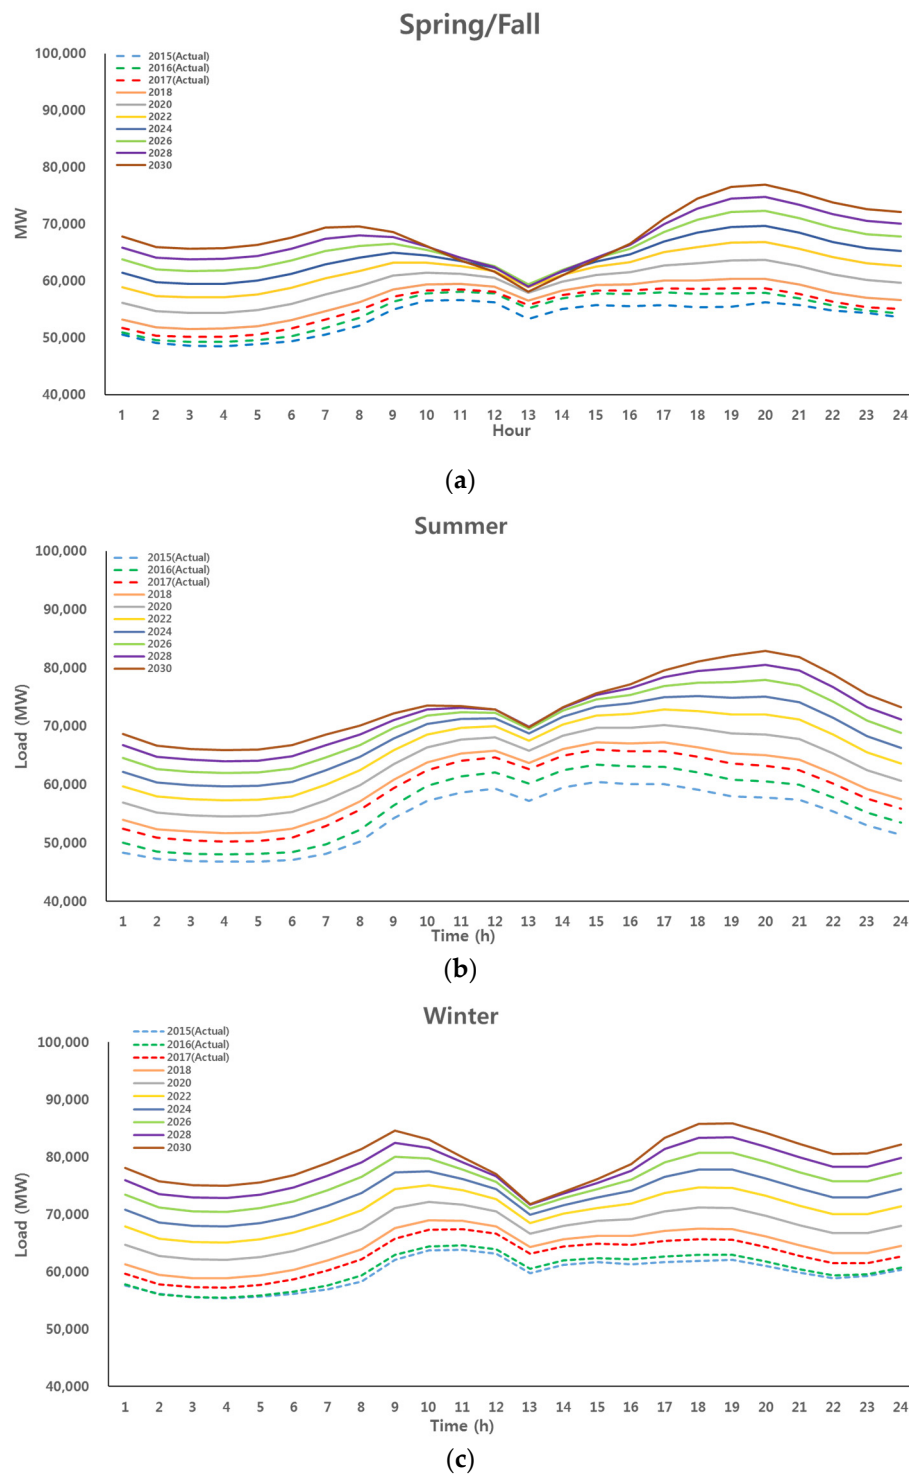 Spring/Fall
100,000
90,000
80,000
70,000
60,000
50,000
40,000
MW
2015(Actual)
2016(Actual)
2017(Actual)
2018
2020
2022
2024
2026
2028
2030
1 2 3 4 5 6 7 8 9 10 11 12 13 14 15 16 17 18 19 20 21 22 23 24
Hour
(a)
Summer
100,000
90,000
80,000
70,000
60,000
50,000
40,000
Load (MW)
2015(Actual)
2016(Actual)
2017(Actual)
2018
2020
2022
2024
2026
2028
2030
1 2 3 4 5 6 7 8 9 10 11 12 13 14 15 16 17 18 19 20 21 22 23 24
Time (h)
(b)
Winter
100,000
90,000
80,000
70,000
60,000
50,000
40,000
Load (MW)
2015(Actual)
2016(Actual)
2017(Actual)
2018
2020
2022
2024
2026
2028
2030
1 2 3 4 5 6 7 8 9 10 11 12 13 14 15 16 17 18 19 20 21 22 23 24
Time (h)
(c)